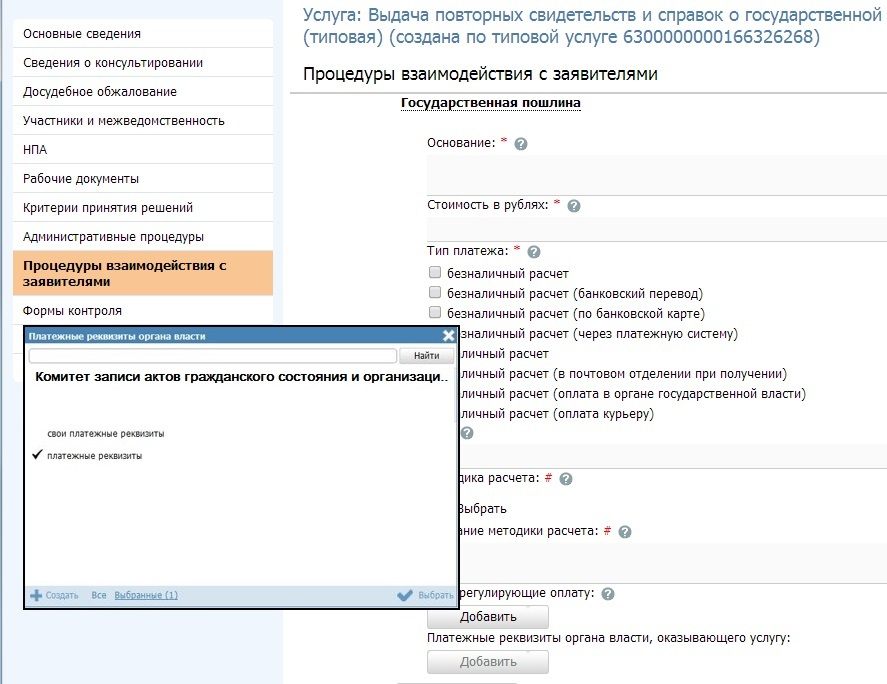 Услуга: Выдача повторных свидетельств и справок о государственной
(типовая) (создана по типовой услуге 6300000000166326268)
Процедуры взаимодействия с заявителями
Основные сведения
Сведения о консультировании
Досудебное обжалование
Участники и межведомственность
НПА
Рабочие документы
Критерии принятия решений
Административные процедуры
Процедуры взаимодействия с
заявителями
Формы контроля
Государственная пошлина
Основание: * ?
Стоимость в рублях: * ?
Тип платежа: * ?
безналичный расчет
безналичный расчет (банковский перевод)
безналичный расчет (по банковской карте)
зналичный расчет (через платежную систему)
личный расчет
личный расчет (в почтовом отделении при получении)
личный расчет (оплата в органе государственной власти)
личный расчет (оплата курьеру)
?
дика расчета: # ?
Выбрать
ание методики расчета: # ?
регулирующие оплату: ?
Добавить
Платежные реквизиты органа власти, оказывающего услугу:
Добавить
Платежные реквизиты органа власти
Найти
Комитет записи актов гражданского состояния и организаци..
свои платежные реквизиты
платежные реквизиты
Создать Все Выбранные (1) Выбрать